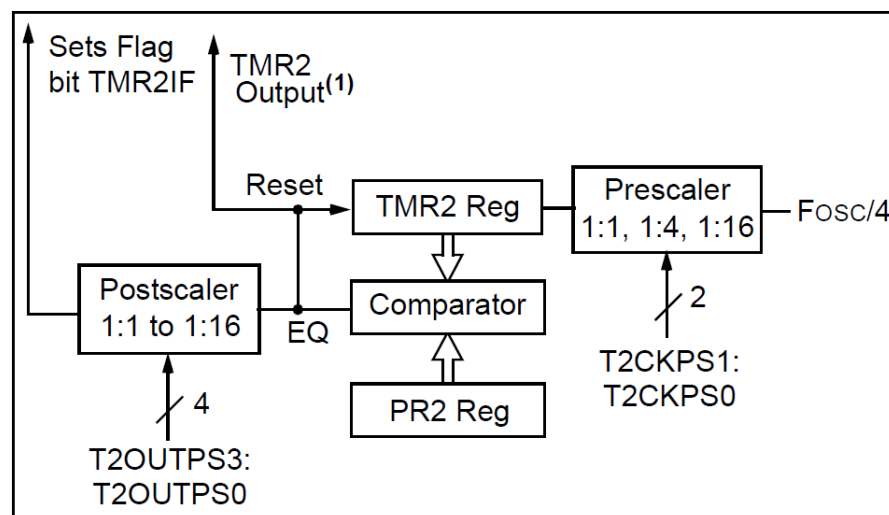 Sets Flag
bit TMR2IF
TMR2
Output(1)
Reset
TMR2 Reg
Prescaler
1:1, 1:4, 1:16
FOSC/4
Postscaler
1:1 to 1:16
EQ
Comparator
2
T2CKPS1:
T2CKPS0
PR2 Reg
4
T2OUTPS3:
T2OUTPS0